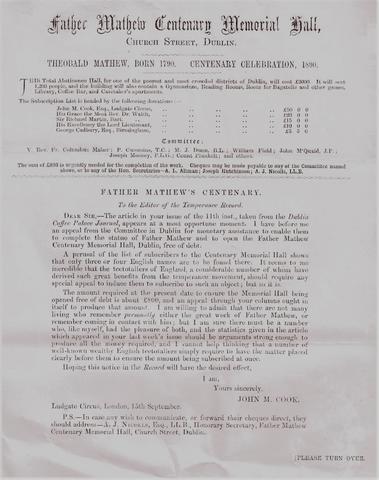 Father Mathew Centenary Memorial Hall,
CHURCH STREET, DUBLIN.
THEOBALD MATHEW, BORN 1790. CENTENARY CELEBRATION, 1890.
THIS Total Abstinence Hall, for one of the poorest and most crowded districts of Dublin, will cost £3000. It will seat
1,200 people, and the building will also contain a Gymnasium, Reading Rooms, Room for Bagatelle and other games,
Library, Coffee Bar, and Caretaker's apartments.
The Subscription List is headed by the following donations:—
John M. Cook, Esq., Ludgate Circus, £50 0 0
His Grace the Most Rev. Dr. Walsh, £20 0 0
Sir Richard Martin, Bart. £15 0 0
His Excellency the Lord Lieutenant, £10 0 0
George Cadbury, Esq., Birmingham, £5 0 0
Committee:
V. Rev. Fr. Columbus Maher; P. Cummins, T.C.; M. J. Dunn, B.L.; William Field; John M'Quaid, J.P.;
Joseph Mooney, P.L.G.; Count Plunkett; and others.
The sum of £800 is urgently needed for the completion of the work. Cheques may be made payable to any of the Committee named
above, or to any of the Hon. Secretaries—A. I. Allman; Joseph Hutchinson; A. J. Nicolls, LL.B.
FATHER MATHEW'S CENTENARY.
To the Editor of the Temperance Record.
DEAR SIR,—The article in your issue of the 11th inst., taken from the Dublin
Coffee Palace Journal, appears at a most opportune moment. I have before me
an appeal from the Committee in Dublin for monetary assistance to enable them
to complete the statue of Father Mathew and to open the Father Mathew
Centenary Memorial Hall, Dublin, free of debt.
A perusal of the list of subscribers to the Centenary Memorial Hall shows
that only three or four English names are to be found there. It seems to me
incredible that the teetotallers of England, a considerable number of whom have
derived such great benefits from the temperance movement, should require any
special appeal to induce them to subscribe to such an object; but so it is.
The amount required at the present date to ensure the Memorial Hall being
opened free of debt is about £800, and an appeal through your columns ought in
itself to produce that amount. I am willing to admit that there are not many
living who remember personally either the great work of Father Mathew, or
remember coming in contact with him; but I am sure there must be a number
who, like myself, had the pleasure of both, and the statistics given in the article
which appeared in your last week's issue should be arguments strong enough to
produce all the money required; and I cannot help thinking that a number of
well-known wealthy English teetotallers simply require to have the matter placed
clearly before them to ensure the amount being subscribed at once.
Hoping this notice in the Record will have the desired effect,
I am,
Yours sincerely,
JOHN M. COOK.
Ludgate Circus, London, 15th September.
P.S.—In case any wish to communicate, or forward their cheques direct, they
should address—A. J. NICOLLS, Esq., LL.B., Honorary Secretary, Father Mathew
Centenary Memorial Hall, Church Street, Dublin.
[PLEASE TURN OVER.